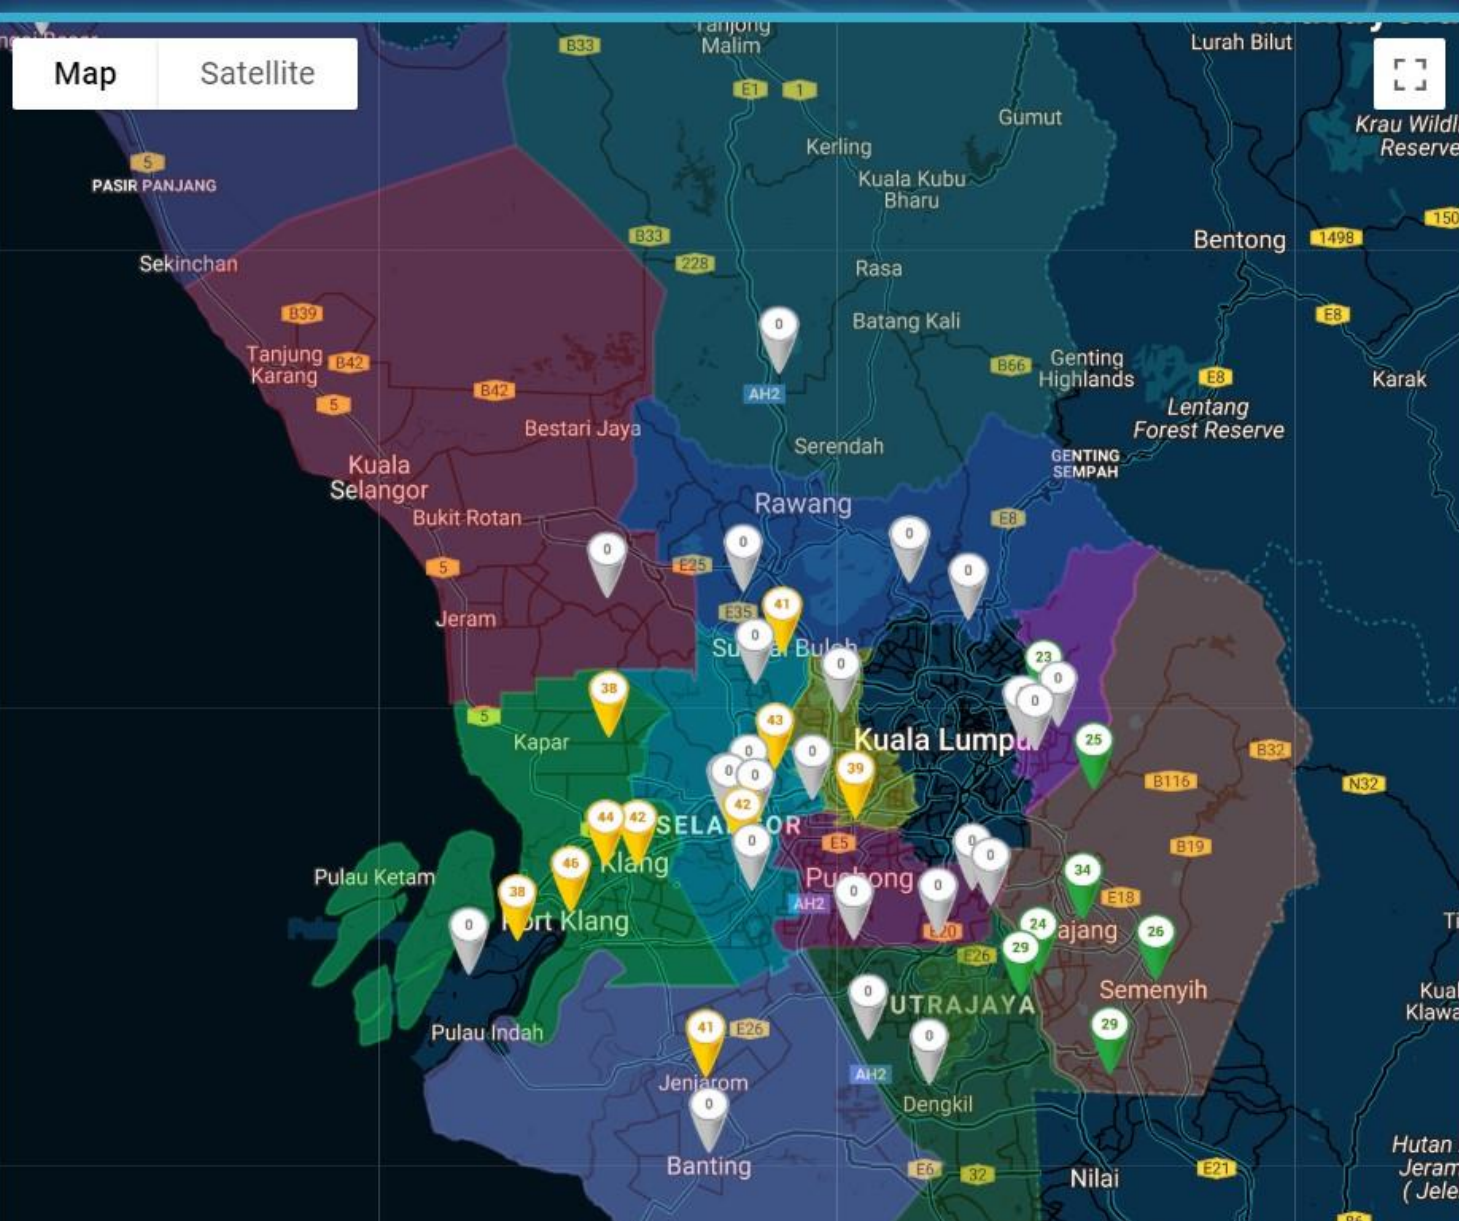 Tanjong
Malim
B33
Lurah Bilut
Map
Satellite
E1
1
Gumut
Krau Wildl
Reserve
Kerling
5
PASIR PANJANG
Kuala Kubu
Bharu
150
B33
1498
Bentong
228
Sekinchan
Rasa
B39
E8
0
Batang Kali
Tanjung
Karang
B42
B66
Genting
Highlands
E8
Karak
B42
AH2
5
Lentang
Forest Reserve
Bestari Jaya
Serendah
GENTING
SEMPAH
Kuala
Selangor
Rawang
Bukit Rotan
E8
0
0
0
0
E25
5
41
E35
Jeram
0
Su
ai Buloh
23
0
0
0
38
5
43
Kapar
Kuala Lumpu
25
0
0
B32
0
0
39
B116
N32
42
44
42
SELA
OR
E5
0
0
0
B19
46
Klang
34
Pulau Ketam
Pu
hong
38
0
0
E18
AH2
ort Klang
0
24
ajang
26
E20
29
E26
Semenyih
0
UTRAJAYA
Kual
Klawa
Pulau Indah
41
E26
0
29
AH2
Jenjarom
0
Dengkil
Hutan
Jeram
( Jele
Banting
E6
32
Nilai
E21